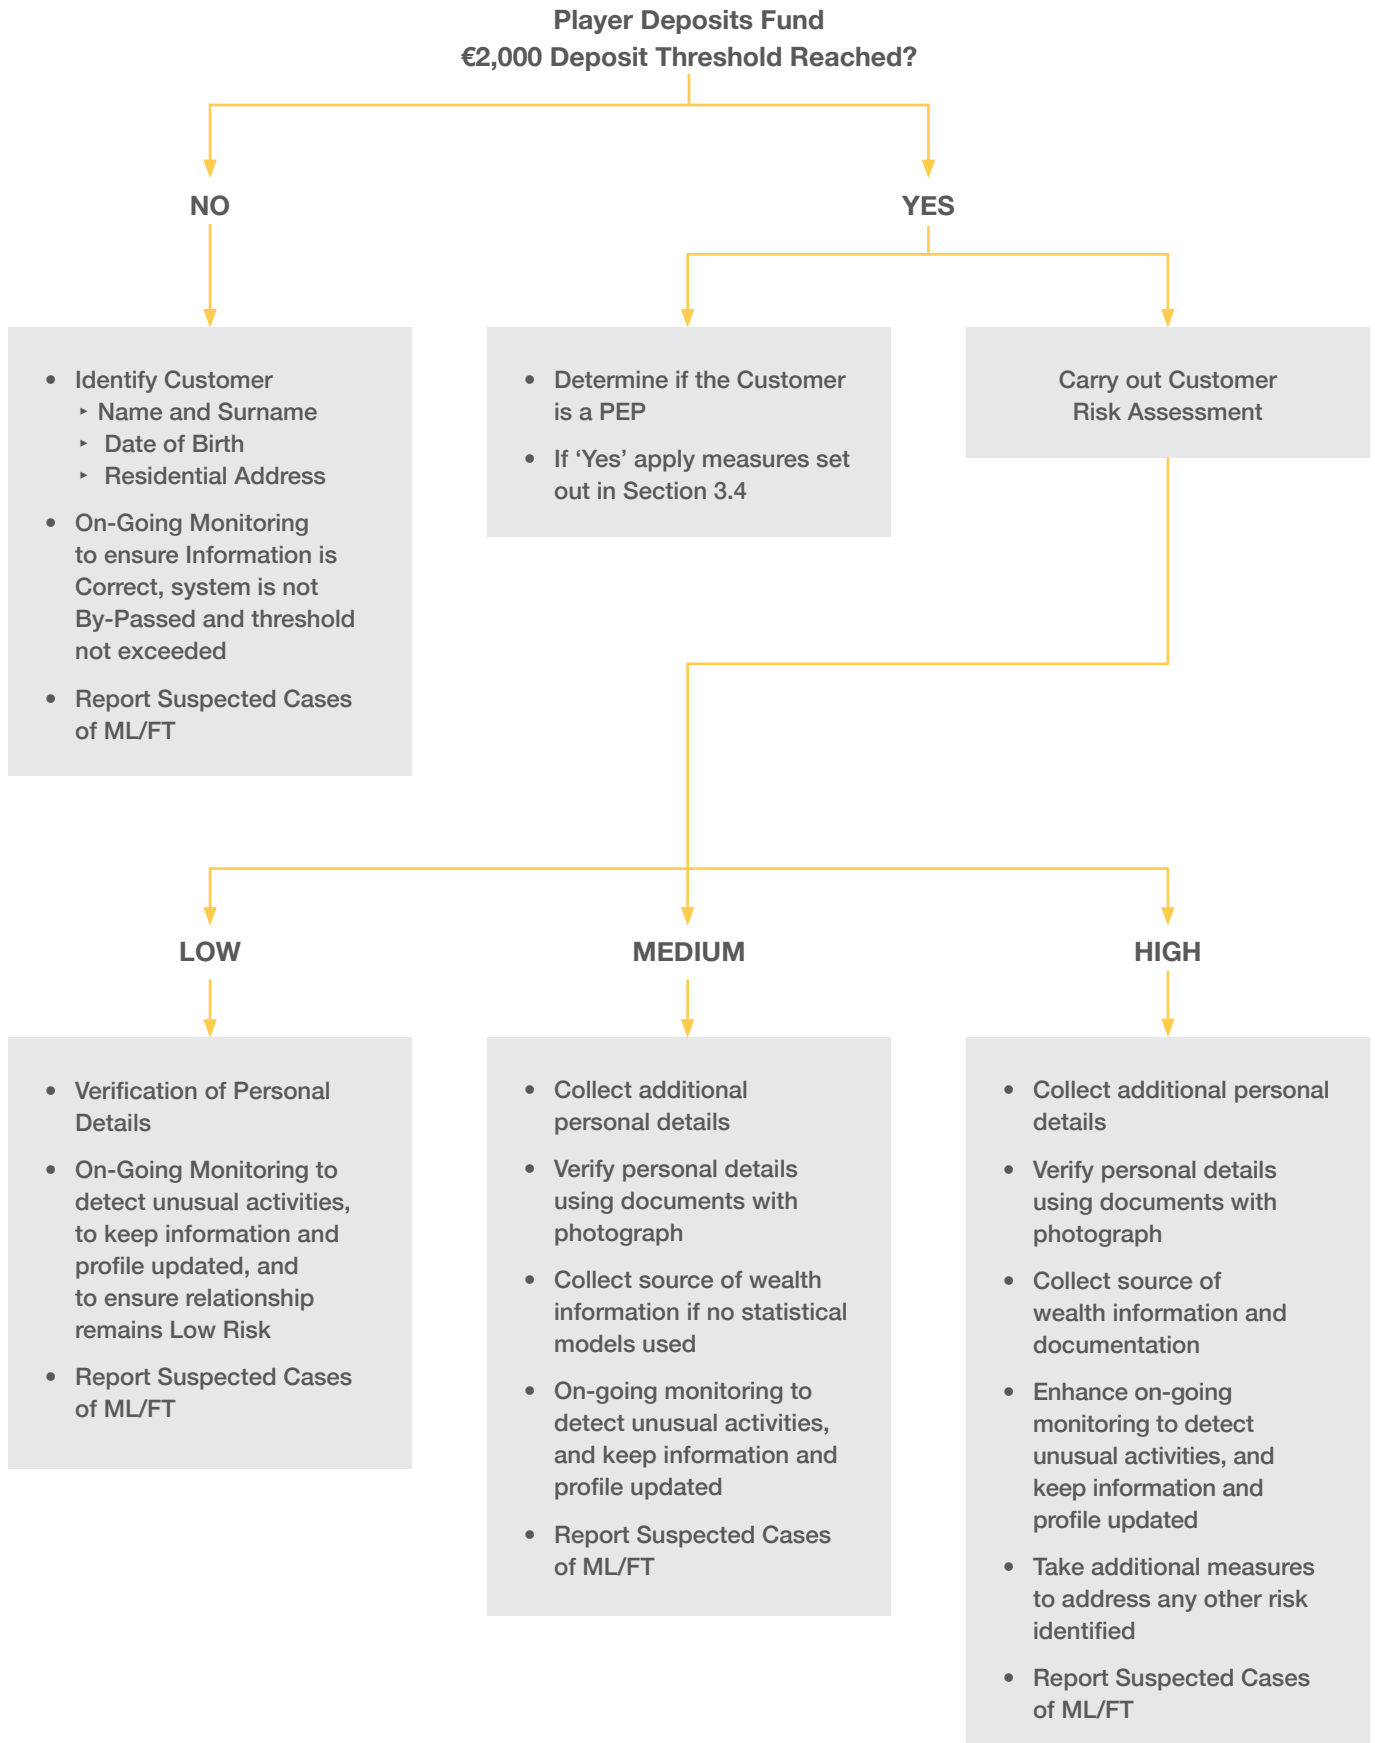 Player Deposits Fund
€2,000 Deposit Threshold Reached?
NO
YES
• Identify Customer
‣ Name and Surname
‣ Date of Birth
‣ Residential Address
• On-Going Monitoring
to ensure Information is
Correct, system is not
By-Passed and threshold
not exceeded
• Report Suspected Cases
of ML/FT
• Determine if the Customer
is a PEP
• If ‘Yes’ apply measures set
out in Section 3.4
Carry out Customer
Risk Assessment
LOW
MEDIUM
HIGH
• Verification of Personal
Details
• On-Going Monitoring to
detect unusual activities,
to keep information and
profile updated, and
to ensure relationship
remains Low Risk
• Report Suspected Cases
of ML/FT
• Collect additional
personal details
• Verify personal details
using documents with
photograph
• Collect source of wealth
information if no statistical
models used
• On-going monitoring to
detect unusual activities,
and keep information and
profile updated
• Report Suspected Cases
of ML/FT
• Collect additional personal
details
• Verify personal details
using documents with
photograph
• Collect source of
wealth information and
documentation
• Enhance on-going
monitoring to detect
unusual activities, and
keep information and
profile updated
• Take additional measures
to address any other risk
identified
• Report Suspected Cases
of ML/FT